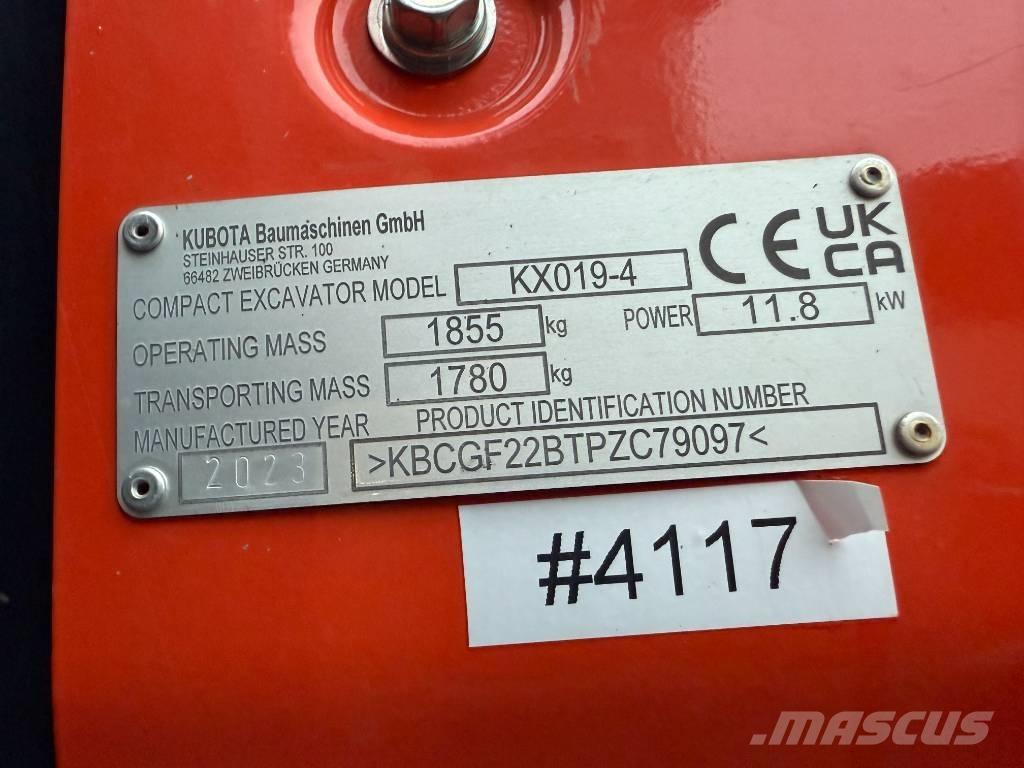 KUBOTA Baumaschinen GmbH
STEINHAUSER STR. 100
66482 ZWEIBRÜCKEN GERMANY
CE UK
CA
COMPACT EXCAVATOR MODEL KX019-4
OPERATING MASS 1855 kg POWER 11.8 kW
TRANSPORTING MASS 1780 kg
MANUFACTURED YEAR PRODUCT IDENTIFICATION NUMBER
2023 >KBCGF22BTPZC79097<
#4117
.MASCUS